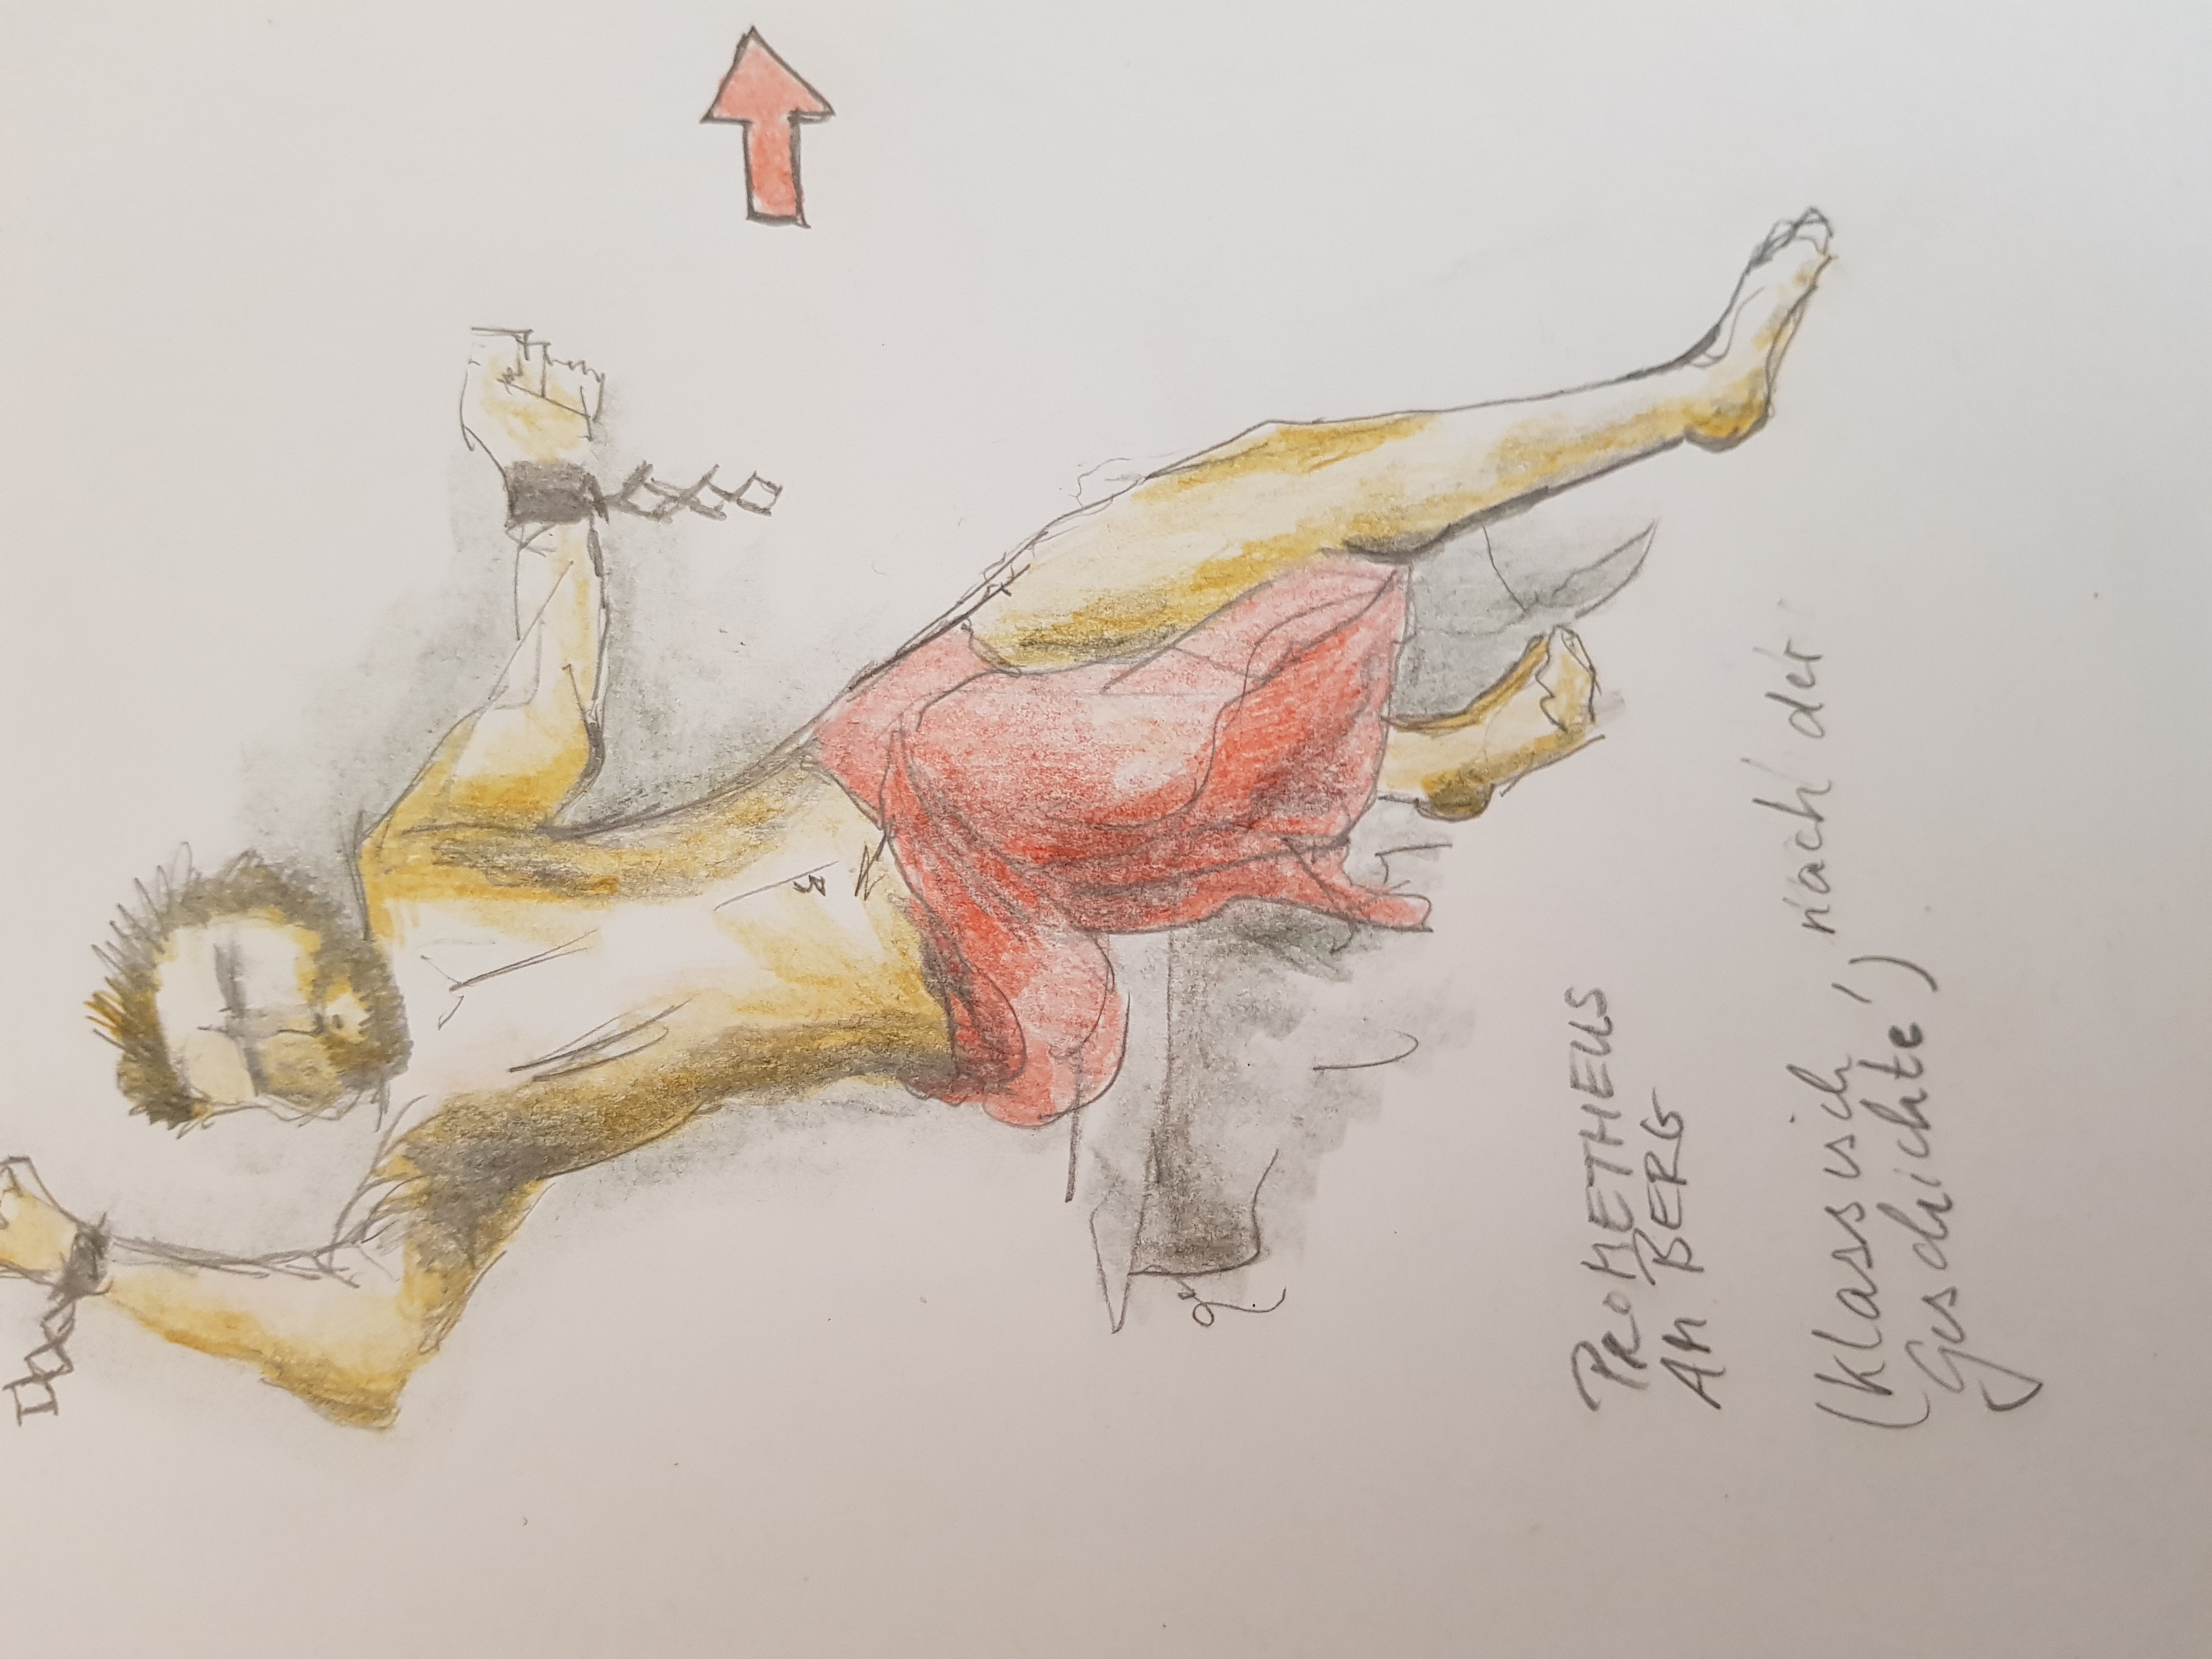 PROMETHEUS
AM BERG
(Klassisch, nach der
Geschichte)